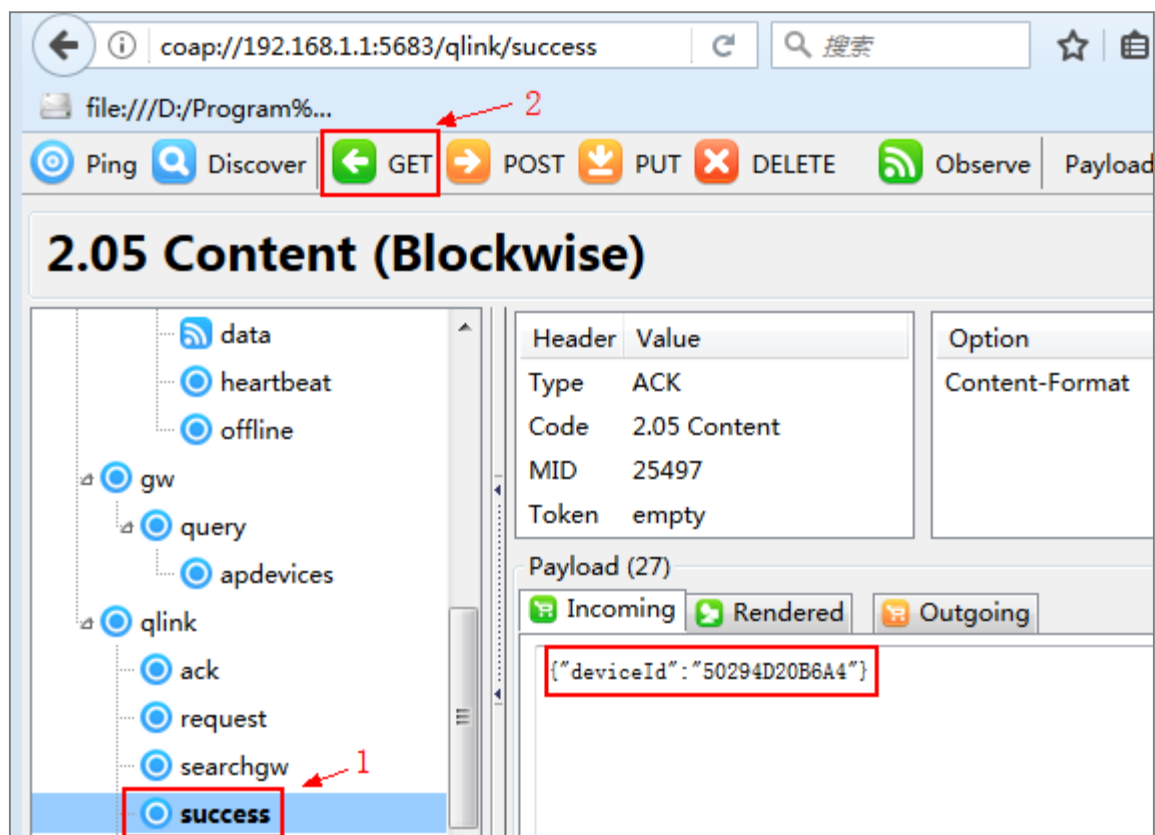 coap://192.168.1.1:5683/qlink/success 搜索
file:///D:/Program%...
2
Ping Discover GET POST PUT DELETE Observe Payload
2.05 Content (Blockwise)
data
heartbeat
offline
gw
query
apdevices
qlink
ack
request
searchgw
1
success
Header Value
Type ACK
Code 2.05 Content
MID 25497
Token empty
Option
Content-Format
Payload (27)
Incoming Rendered Outgoing
{"deviceId":"50294D20B6A4"}